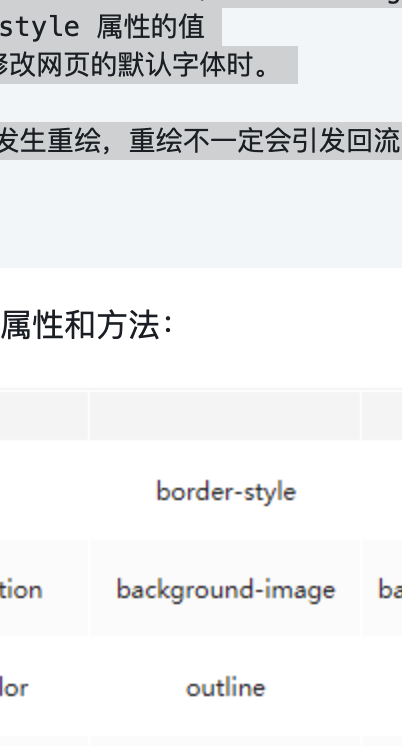 style 属性的值
修改网页的默认字体时。
发生重绘，重绘不一定会引发回流
属性和方法：
border-style
tion background-image ba
lor outline